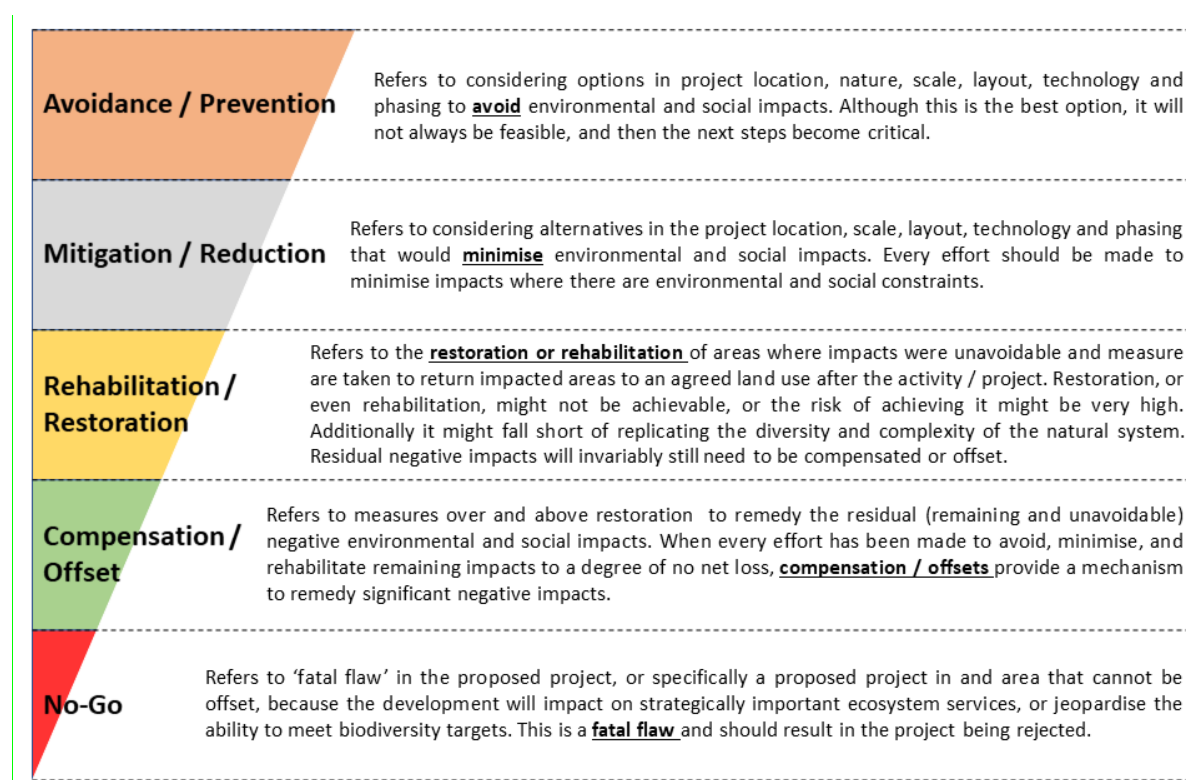 Avoidance / Prevention
Refers to considering options in project location, nature, scale, layout, technology and
phasing to avoid environmental and social impacts. Although this is the best option, it will
not always be feasible, and then the next steps become critical.
Mitigation / Reduction
Refers to considering alternatives in the project location, scale, layout, technology and phasing
that would minimise environmental and social impacts. Every effort should be made to
minimise impacts where there are environmental and social constraints.
Rehabilitation /
Restoration
Refers to the restoration or rehabilitation of areas where impacts were unavoidable and measure
are taken to return impacted areas to an agreed land use after the activity / project. Restoration, or
even rehabilitation, might not be achievable, or the risk of achieving it might be very high.
Additionally it might fall short of replicating the diversity and complexity of the natural system.
Residual negative impacts will invariably still need to be compensated or offset.
Compensation /
Offset
Refers to measures over and above restoration to remedy the residual (remaining and unavoidable)
negative environmental and social impacts. When every effort has been made to avoid, minimise, and
rehabilitate remaining impacts to a degree of no net loss, compensation / offsets provide a mechanism
to remedy significant negative impacts.
No-Go
Refers to ‘fatal flaw’ in the proposed project, or specifically a proposed project in and area that cannot be
offset, because the development will impact on strategically important ecosystem services, or jeopardise the
ability to meet biodiversity targets. This is a fatal flaw and should result in the project being rejected.